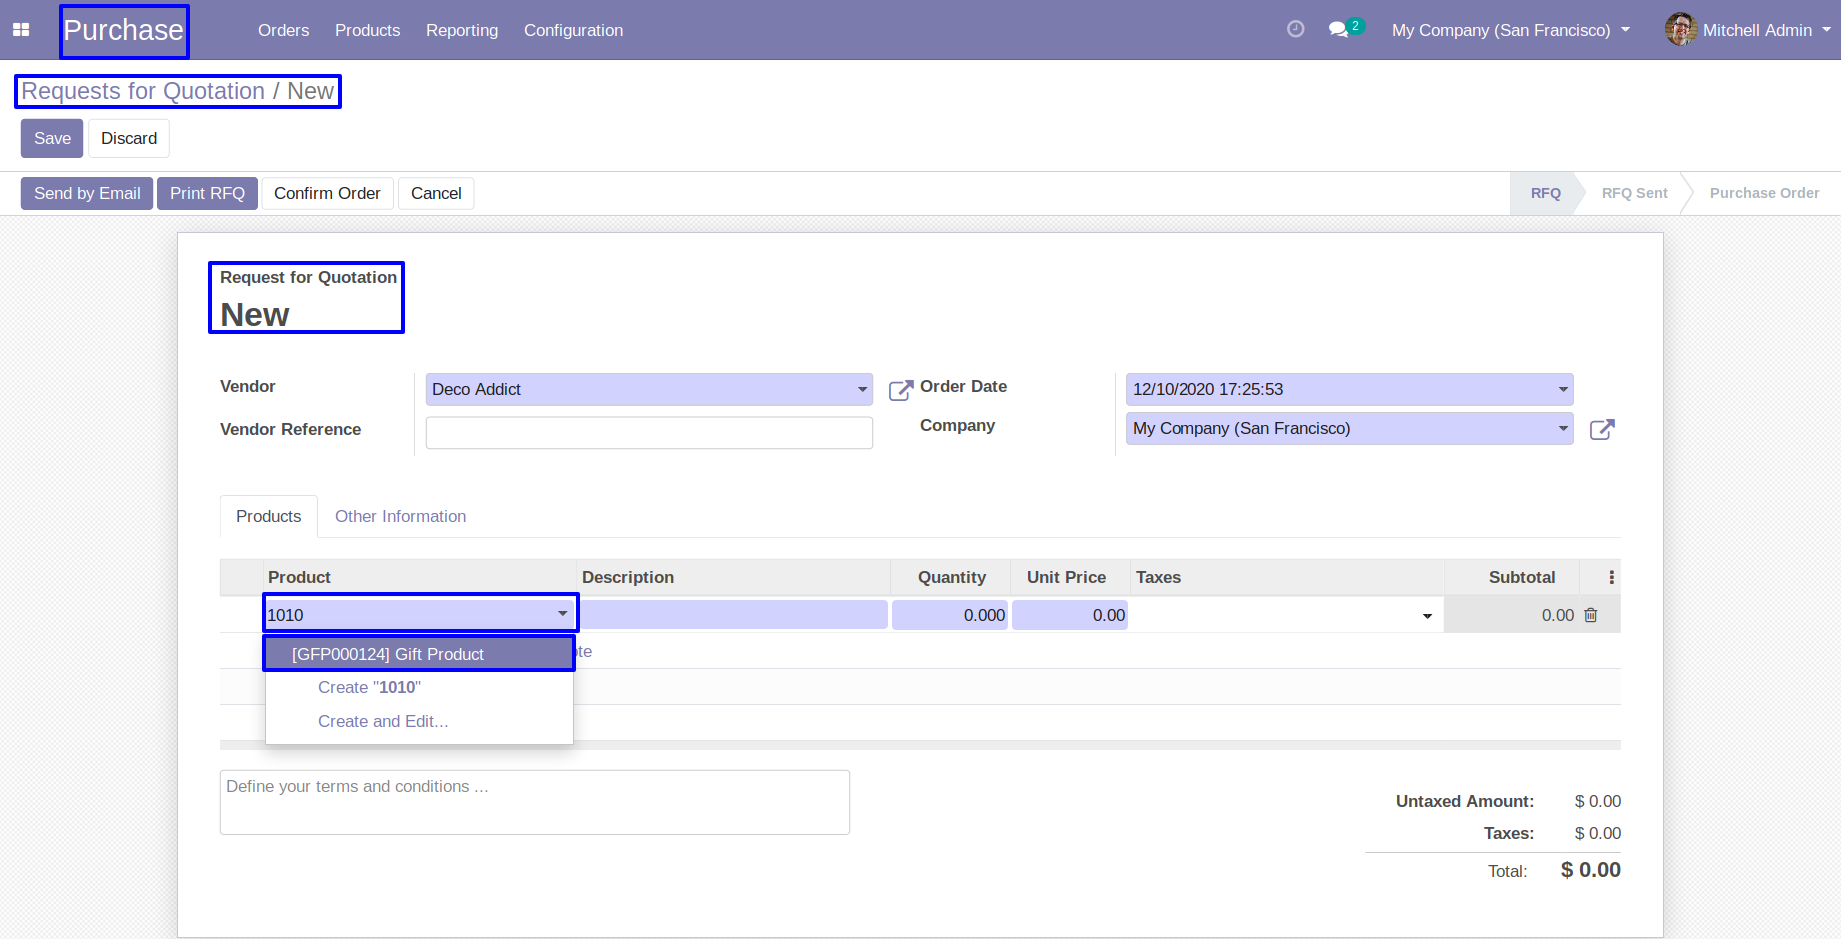 Purchase Orders Products Reporting Configuration 2 My Company (San Francisco) Mitchell Admin
Requests for Quotation / New
Save Discard
Send by Email Print RFQ Confirm Order Cancel RFQ RFQ Sent Purchase Order
Request for Quotation
New
Vendor Deco Addict Order Date 12/10/2020 17:25:53
Vendor Reference Company My Company (San Francisco)
Products Other Information
Product Description Quantity Unit Price Taxes Subtotal
1010 0.000 0.00 0.00
[GFP000124] Gift Product
Create "1010"
Create and Edit...
Define your terms and conditions ...
Untaxed Amount: $ 0.00
Taxes: $ 0.00
Total: $ 0.00